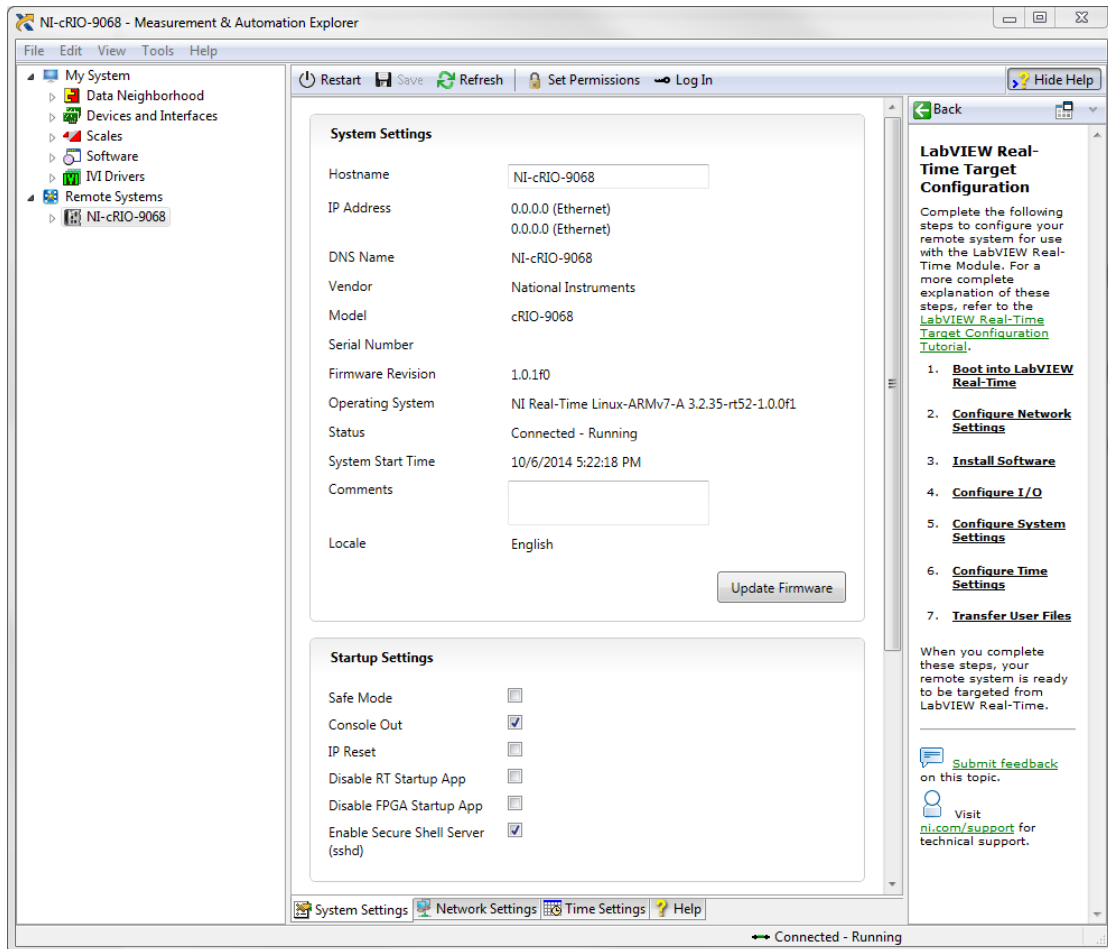 NI-cRIO-9068 - Measurement & Automation Explorer
File Edit View Tools Help
My System
Data Neighborhood
Devices and Interfaces
Scales
Software
IVI Drivers
Remote Systems
NI-cRIO-9068
Restart Save Refresh Set Permissions Log In Hide Help
System Settings
Hostname NI-cRIO-9068
IP Address 0.0.0.0 (Ethernet)
0.0.0.0 (Ethernet)
DNS Name NI-cRIO-9068
Vendor National Instruments
Model cRIO-9068
Serial Number
Firmware Revision 1.0.1f0
Operating System NI Real-Time Linux-ARMv7-A 3.2.35-rt52-1.0.0f1
Status Connected - Running
System Start Time 10/6/2014 5:22:18 PM
Comments
Locale English
Update Firmware
Startup Settings
Safe Mode
Console Out
IP Reset
Disable RT Startup App
Disable FPGA Startup App
Enable Secure Shell Server
(sshd)
System Settings Network Settings Time Settings Help
Back
LabVIEW Real-
Time Target
Configuration
Complete the following
steps to configure your
remote system for use
with the LabVIEW Real-
Time Module. For a
more complete
explanation of these
steps, refer to the
LabVIEW Real-Time
Target Configuration
Tutorial.
1. Boot into LabVIEW
Real-Time
2. Configure Network
Settings
3. Install Software
4. Configure I/O
5. Configure System
Settings
6. Configure Time
Settings
7. Transfer User Files
When you complete
these steps, your
remote system is ready
to be targeted from
LabVIEW Real-Time.
Submit feedback
on this topic.
Visit
ni.com/support for
technical support.
Connected - Running